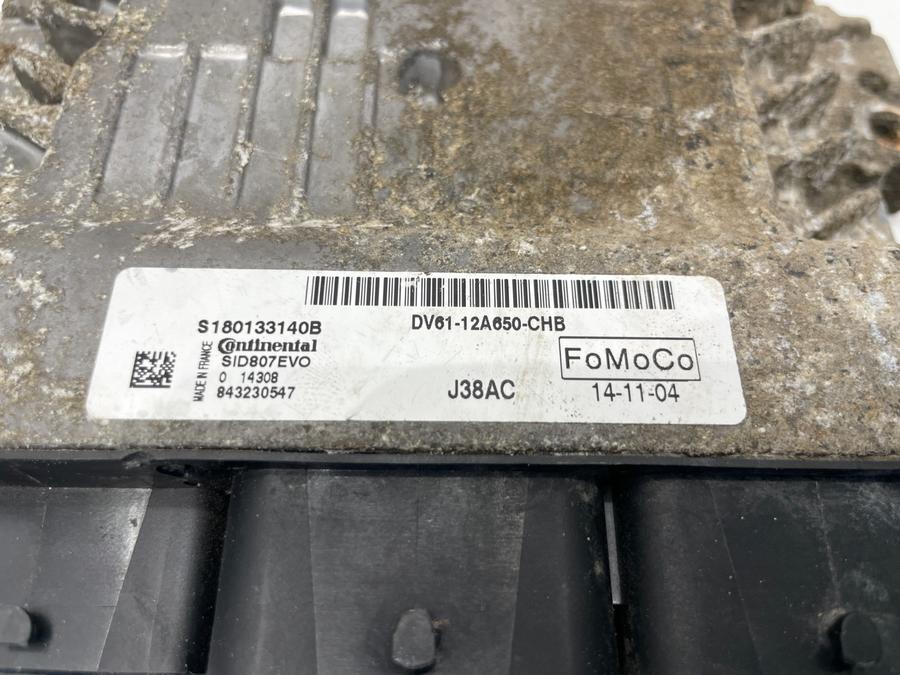 S180133140B
DV61-12A650-CHB
MADE IN FRANCE
Continental
SID807EVO
0 14308
843230547
J38AC
FoMoCo
14-11-04